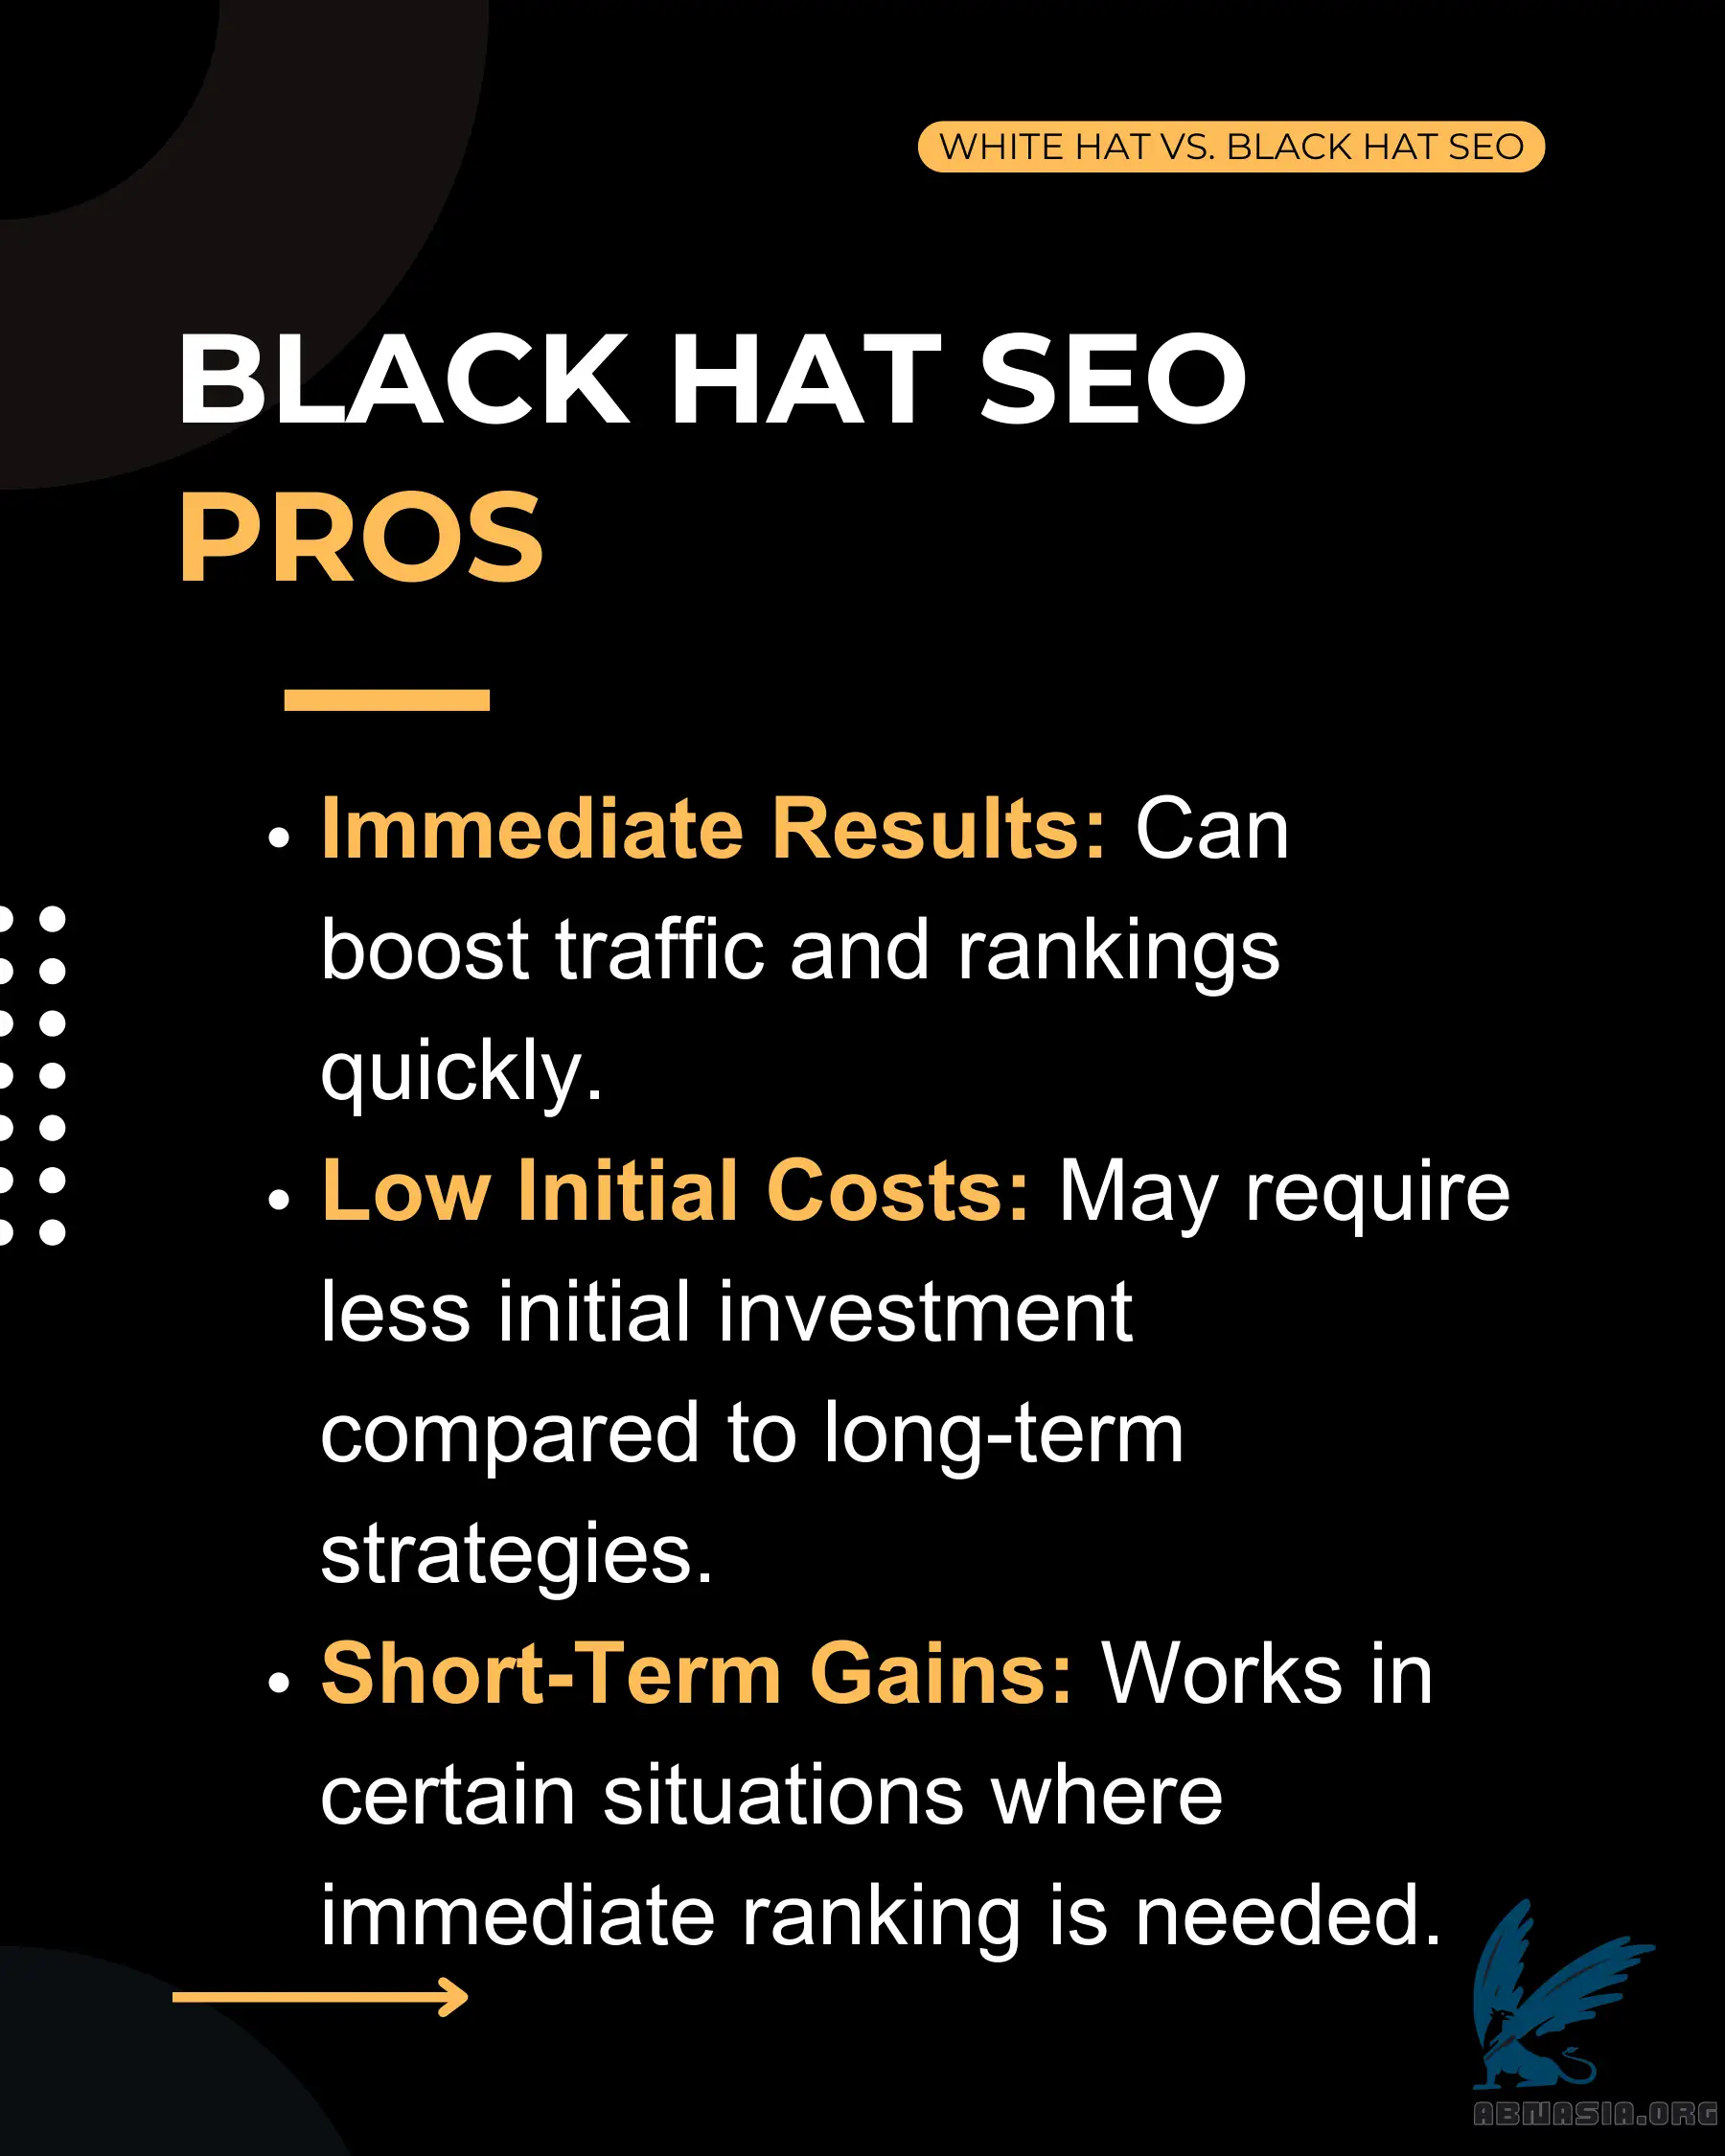 WHITE HAT VS. BLACK HAT SEO
BLACK HAT SEO
PROS
• Immediate Results: Can
boost traffic and rankings
quickly.
• Low Initial Costs: May require
less initial investment
compared to long-term
strategies.
• Short-Term Gains: Works in
certain situations where
immediate ranking is needed.
ABNASIA.ORG